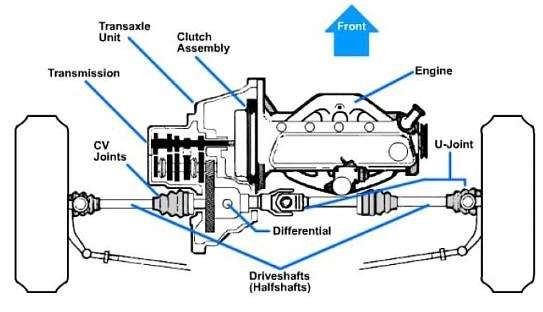 Transaxle
Unit
Clutch
Assembly
Front
Transmission
Engine
CV
Joints
U-Joint
Differential
Driveshafts
(Halfshafts)